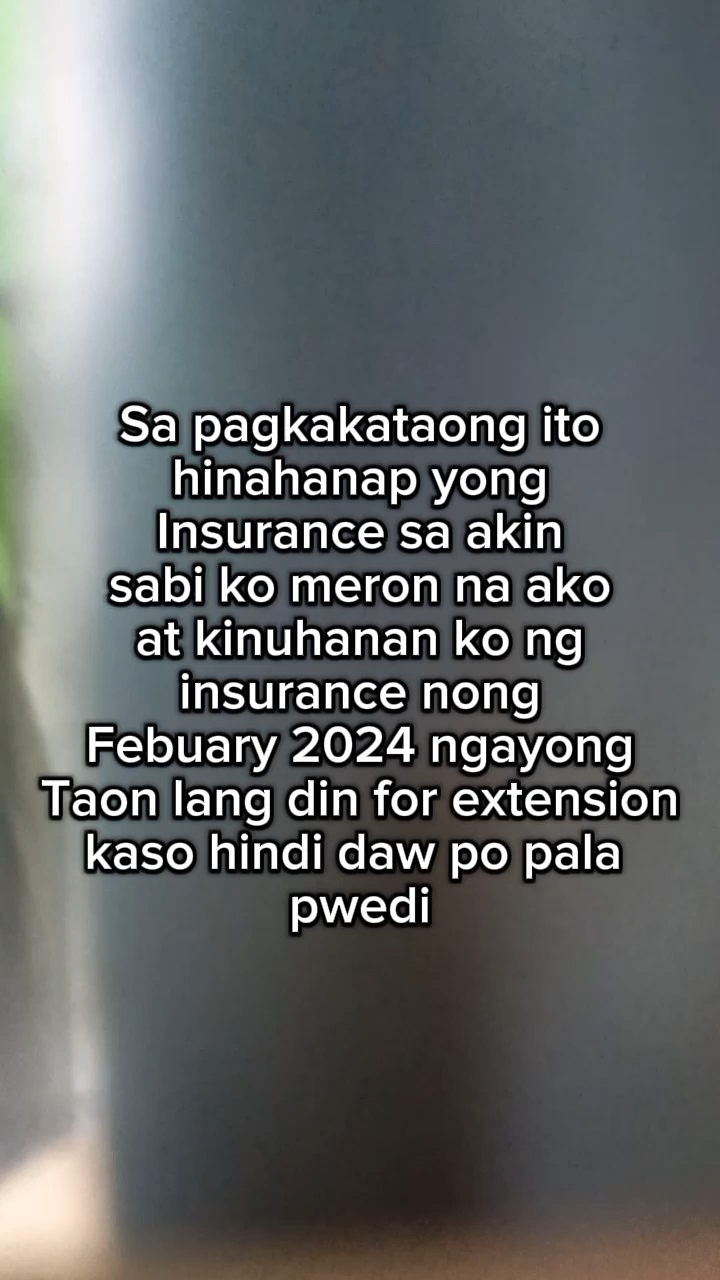 Sa pagkakataong ito
hinahanap yong
Insurance sa akin
sabi ko meron na ako
at kinuhanan ko ng
insurance nong
Febuary 2024 ngayong
Taon lang din for extension
kaso hindi daw po pala
pwedi